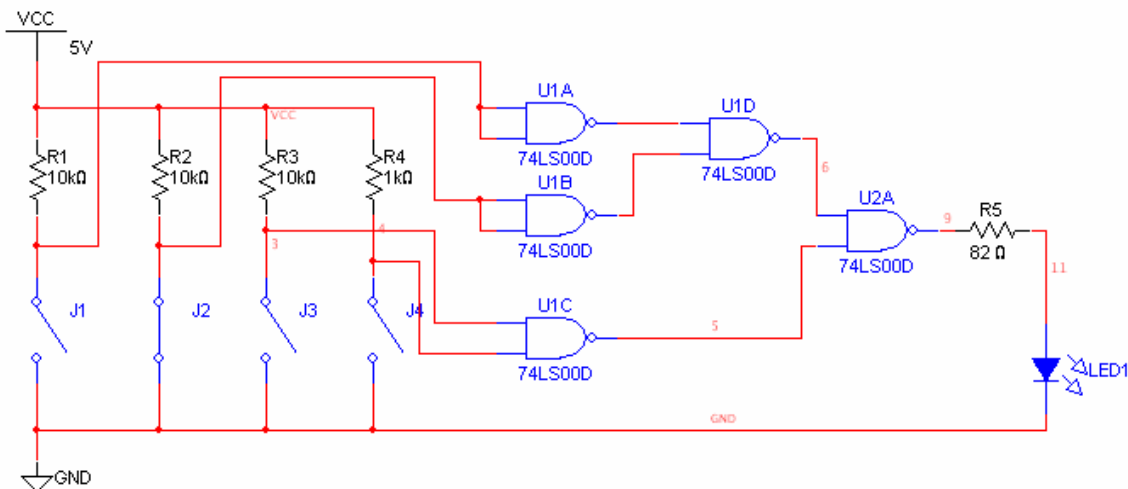 VCC
5V
U1A
74LS00D
U1D
74LS00D
VCC
R1
10kΩ
R2
10kΩ
R3
10kΩ
R4
1kΩ
U1B
74LS00D
6
U2A
74LS00D
9
R5
82 Ω
3
4
11
J1
J2
J3
J4
U1C
74LS00D
5
LED1
GND
GND